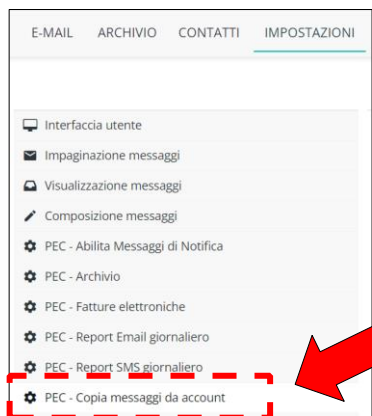 E-MAIL ARCHIVIO CONTATTI IMPOSTAZIONI
Interfaccia utente
Impaginazione messaggi
Visualizzazione messaggi
Composizione messaggi
PEC - Abilita Messaggi di Notifica
PEC - Archivio
PEC - Fatture elettroniche
PEC - Report Email giornaliero
PEC - Report SMS giornaliero
PEC - Copia messaggi da account